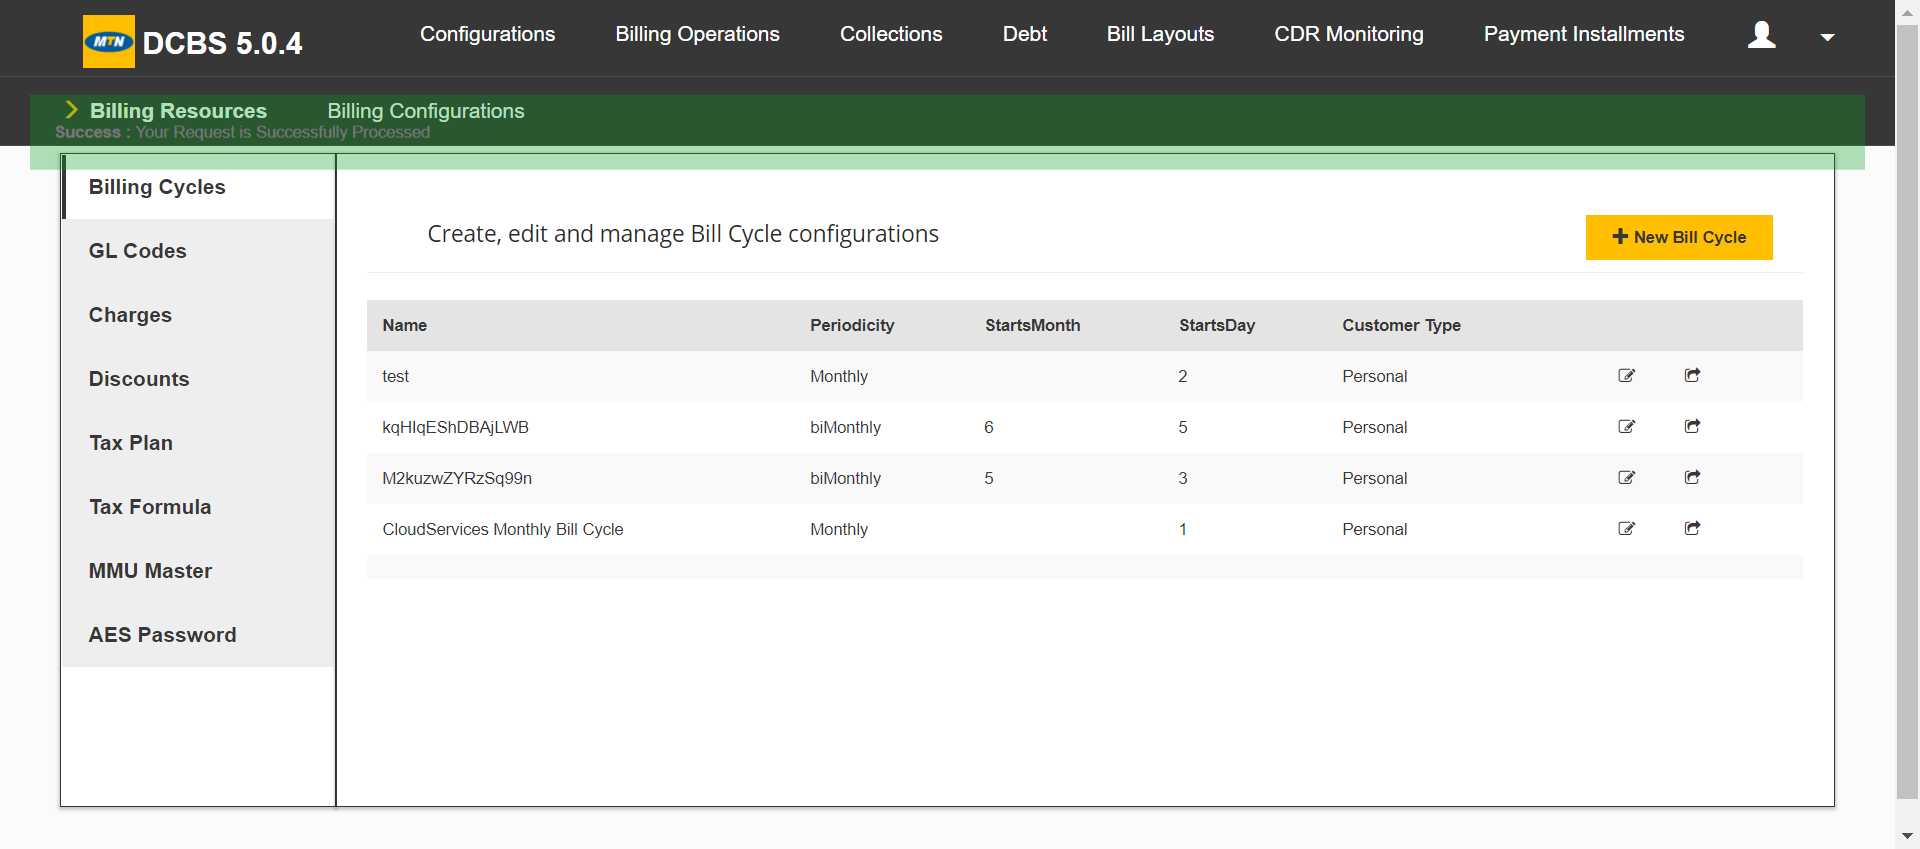 MTN DCBS 5.0.4 Configurations Billing Operations Collections Debt Bill Layouts CDR Monitoring Payment Installments
Billing Resources Billing Configurations
Success : Your Request is Successfully Processed
Billing Cycles
GL Codes
Charges
Discounts
Tax Plan
Tax Formula
MMU Master
AES Password
Create, edit and manage Bill Cycle configurations
New Bill Cycle
Name Periodicity StartsMonth StartsDay Customer Type
test Monthly 2 Personal
kqHIqEShDBAjLWB biMonthly 6 5 Personal
M2kuzwZYRzSq99n biMonthly 5 3 Personal
CloudServices Monthly Bill Cycle Monthly 1 Personal